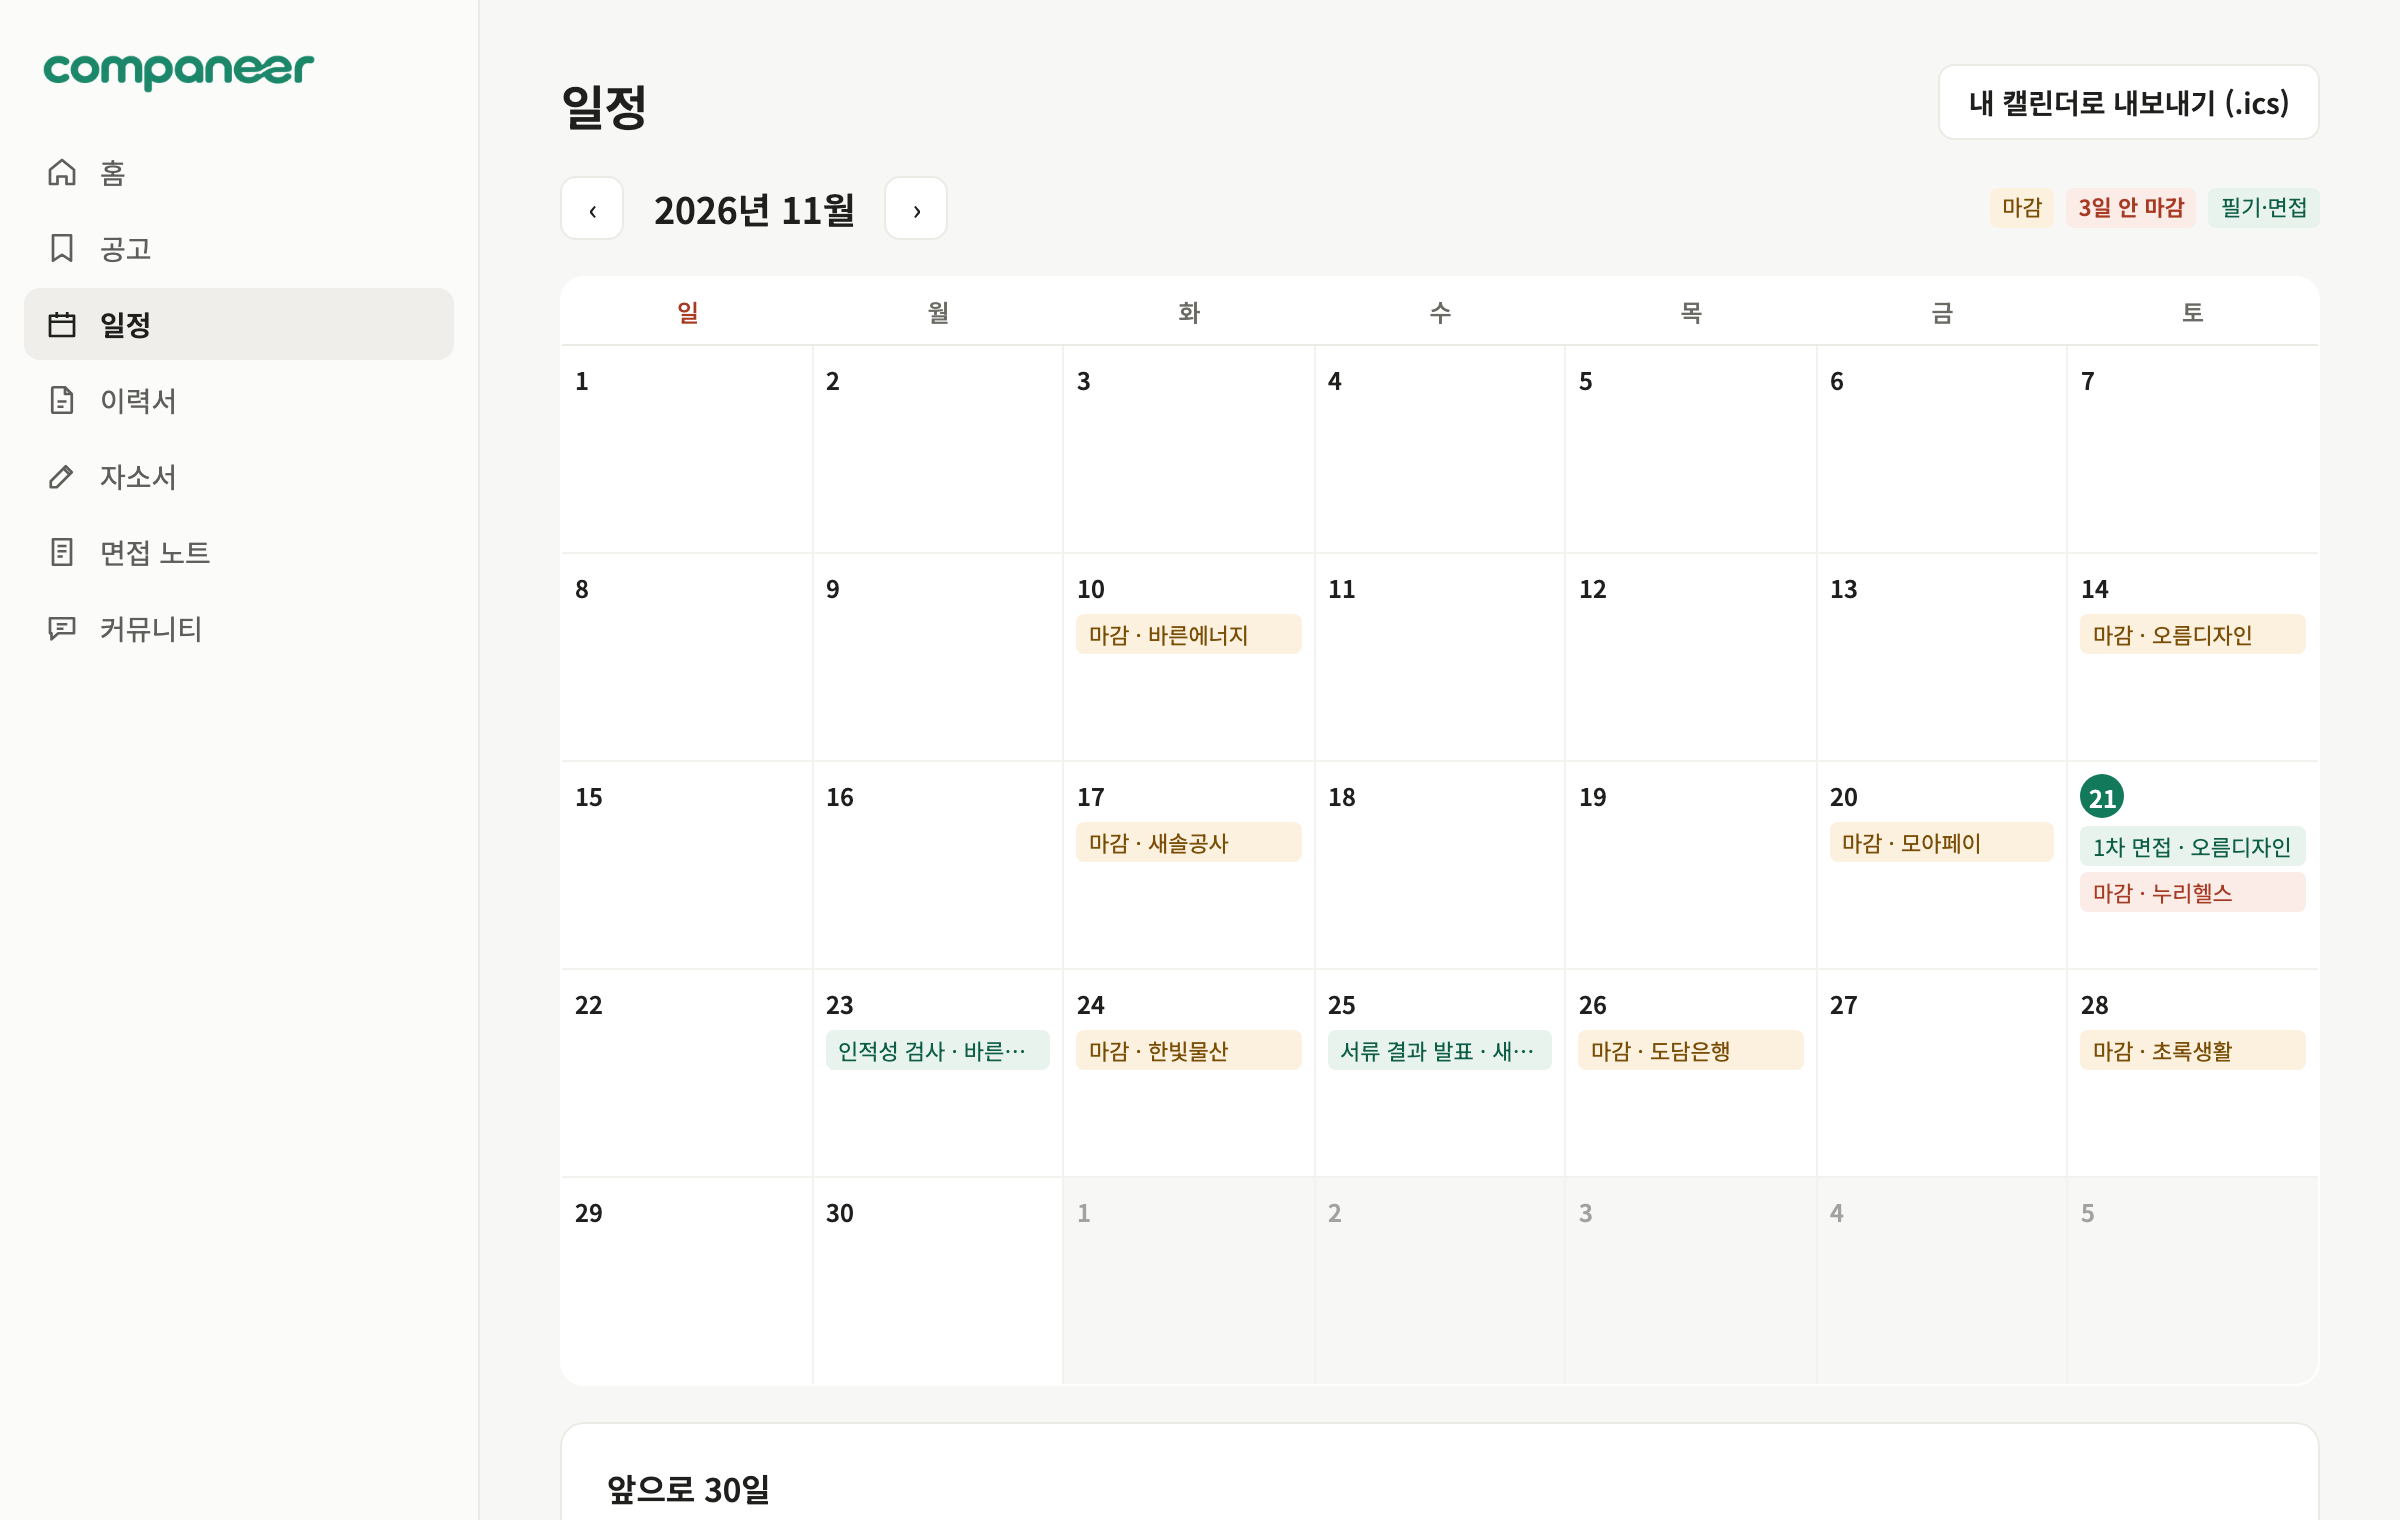 companeer
홈
공고
일정
이력서
자소서
면접 노트
커뮤니티
일정
내 캘린더로 내보내기 (.ics)
‹ 2026년 11월 ›
마감 3일 안 마감 필기·면접
일 월 화 수 목 금 토
1 2 3 4 5 6 7
8 9 10 11 12 13 14
마감 · 바른에너지 마감 · 오름디자인
15 16 17 18 19 20 21
마감 · 새솔공사 마감 · 모아페이 1차 면접 · 오름디자인
마감 · 누리헬스
22 23 24 25 26 27 28
인적성 검사 · 바른… 마감 · 한빛물산 서류 결과 발표 · 새… 마감 · 도담은행 마감 · 초록생활
29 30 1 2 3 4 5
앞으로 30일